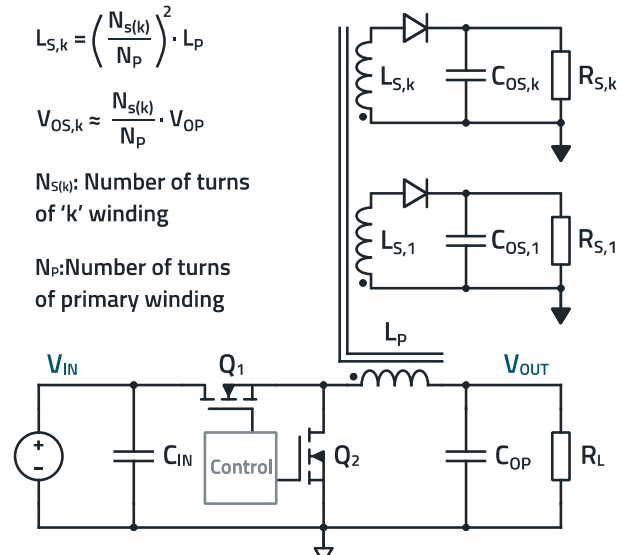 L_S,k = (N_s(k) / N_P)² · L_P
V_OS,k ≈ N_s(k) / N_P · V_OP
N_S(k): Number of turns
of ‘k’ winding
N_P:Number of turns
of primary winding
L_S,k
C_OS,k
R_S,k
L_S,1
C_OS,1
R_S,1
L_P
V_IN
Q_1
V_OUT
+
-
C_IN
Control
Q_2
C_OP
R_L